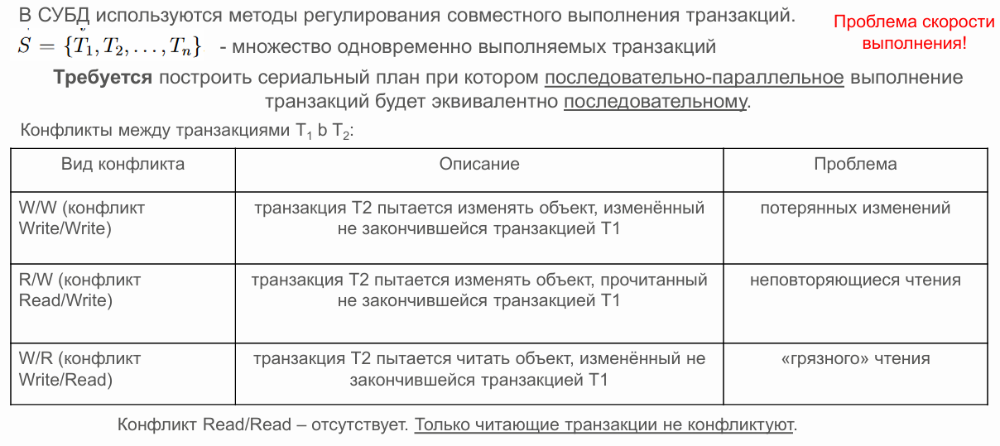 В СУБД используются методы регулирования совместного выполнения транзакций.
Проблема скорости
выполнения!
S = {T₁, T₂, . . . , Tₙ} - множество одновременно выполняемых транзакций
Требуется построить сериальный план при котором последовательно-параллельное выполнение
транзакций будет эквивалентно последовательному.
Конфликты между транзакциями T₁ b T₂:
Вид конфликта
Описание
Проблема
W/W (конфликт
Write/Write)
транзакция T2 пытается изменять объект, изменённый
не закончившейся транзакцией T1
потерянных изменений
R/W (конфликт
Read/Write)
транзакция T2 пытается изменять объект, прочитанный
не закончившейся транзакцией T1
неповторяющиеся чтения
W/R (конфликт
Write/Read)
транзакция T2 пытается читать объект, изменённый не
закончившейся транзакцией T1
«грязного» чтения
Конфликт Read/Read – отсутствует. Только читающие транзакции не конфликтуют.